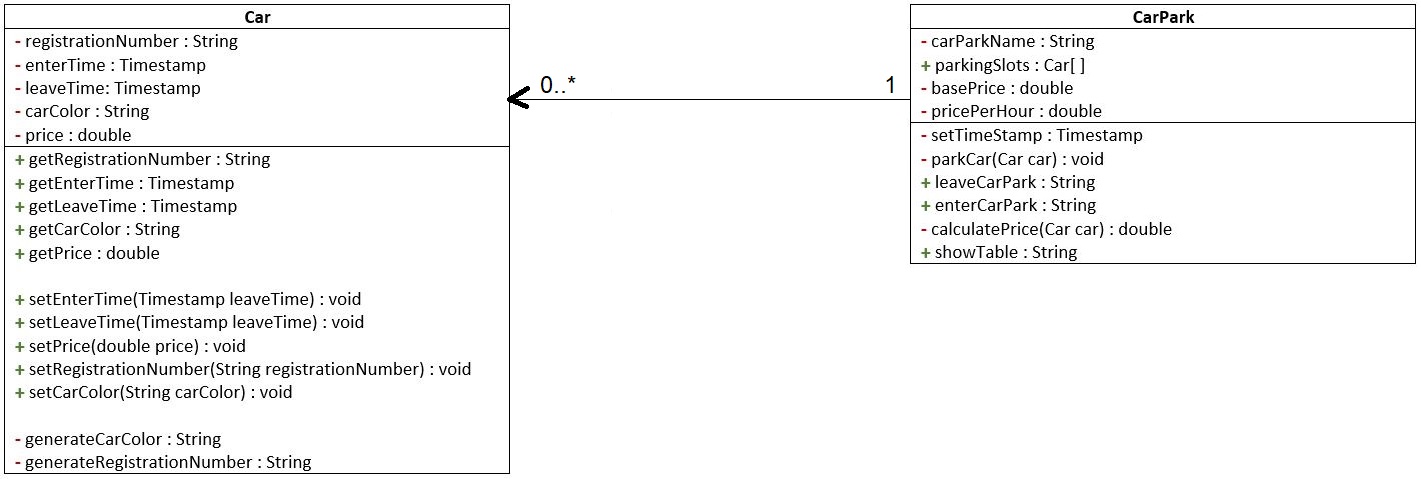 Car
- registrationNumber : String
- enterTime : Timestamp
- leaveTime: Timestamp
- carColor : String
- price : double
+ getRegistrationNumber : String
+ getEnterTime : Timestamp
+ getLeaveTime : Timestamp
+ getCarColor : String
+ getPrice : double
+ setEnterTime(Timestamp leaveTime) : void
+ setLeaveTime(Timestamp leaveTime) : void
+ setPrice(double price) : void
+ setRegistrationNumber(String registrationNumber) : void
+ setCarColor(String carColor) : void
- generateCarColor : String
- generateRegistrationNumber : String
0..*
1
CarPark
- carParkName : String
+ parkingSlots : Car[ ]
- basePrice : double
- pricePerHour : double
- setTimeStamp : Timestamp
- parkCar(Car car) : void
+ leaveCarPark : String
+ enterCarPark : String
- calculatePrice(Car car) : double
+ showTable : String